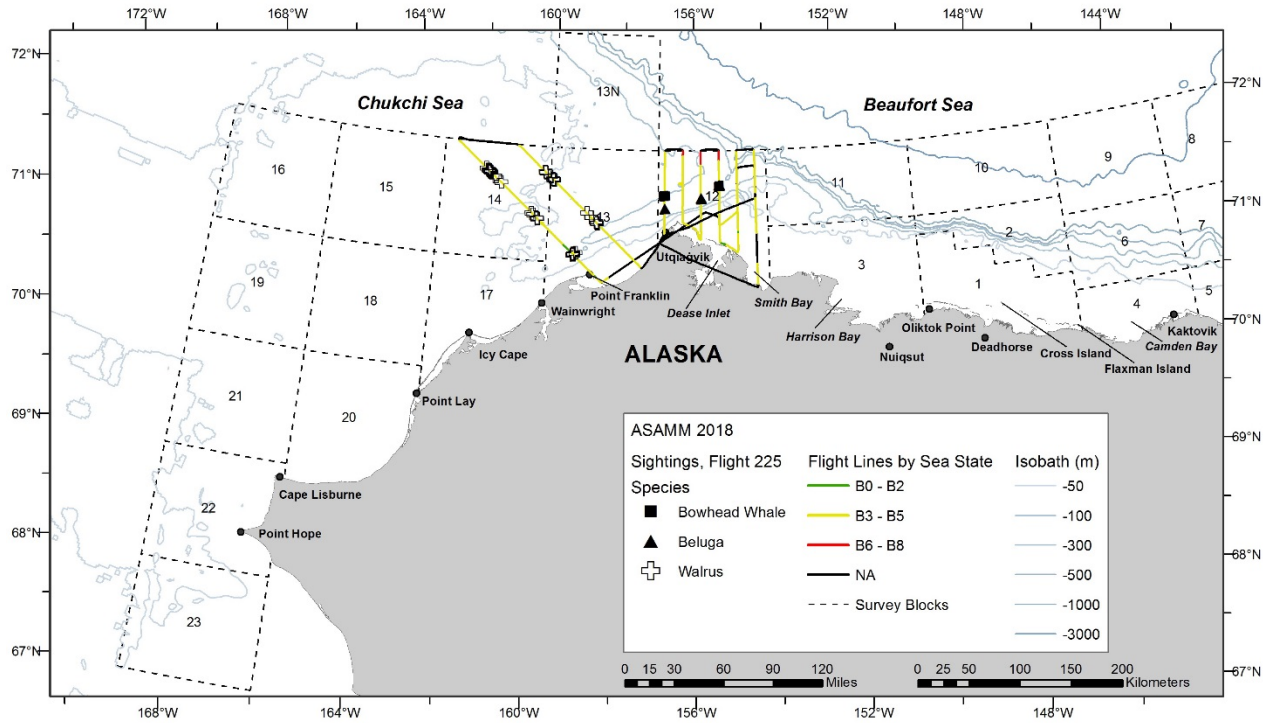 172°W 168°W 164°W 160°W 156°W 152°W 148°W 144°W
72°N 72°N
Chukchi Sea Beaufort Sea
13N
8
9
16
10
71°N 71°N
15
14
12
11
13
2
6
7
3
1
19
18
17
4
5
Utqiaġvik
70°N 70°N
Point Franklin
Smith Bay
Wainwright
Dease Inlet
Harrison Bay
Oliktok Point
Kaktovik
Camden Bay
Icy Cape
ALASKA
Nuiqsut
Deadhorse
Cross Island
Flaxman Island
21
20
Point Lay
69°N 69°N
Cape Lisburne
22
Point Hope
68°N 68°N
23
67°N 67°N
ASAMM 2018
Sightings, Flight 225
Species
Bowhead Whale
Beluga
Walrus
Flight Lines by Sea State
B0 - B2
B3 - B5
B6 - B8
NA
Survey Blocks
Isobath (m)
-50
-100
-300
-500
-1000
-3000
0 15 30 60 90 120
Miles
0 25 50 100 150 200
Kilometers
168°W 164°W 160°W 156°W 152°W 148°W